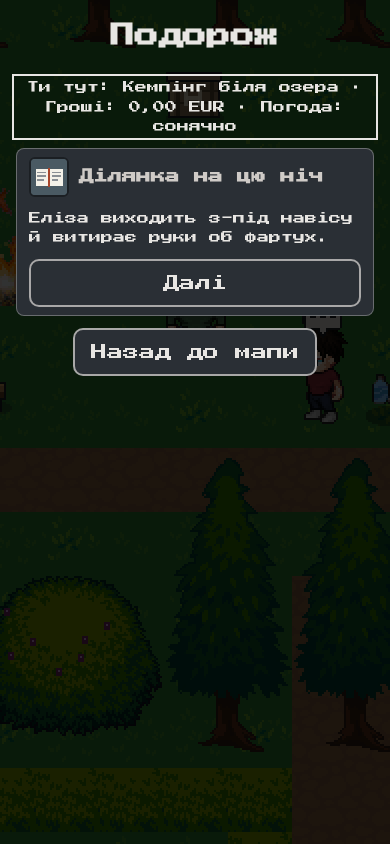 Подорож
Ти тут: Кемпінг біля озера ·
Гроші: 0,00 EUR · Погода:
сонячно
Ділянка на цю ніч
Еліза виходить з-під навісу
й витирає руки об фартух.
Далі
Назад до мапи